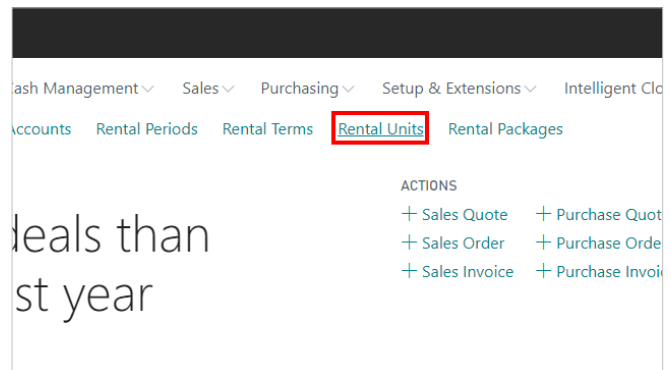 ash Management Sales Purchasing Setup & Extensions Intelligent Clo
Accounts Rental Periods Rental Terms Rental Units Rental Packages
ACTIONS
+ Sales Quote + Purchase Quot
+ Sales Order + Purchase Orde
+ Sales Invoice + Purchase Invoi
deals than
st year